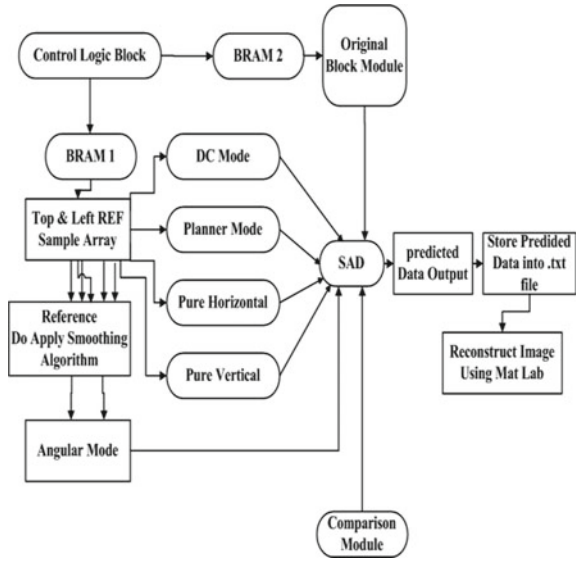 Control Logic Block
BRAM 2
Original
Block Module
BRAM 1
DC Mode
Top & Left REF
Sample Array
Planner Mode
SAD
predicted
Data Output
Store Predided
Data into .txt
file
Pure Horizontal
Reference
Do Apply Smoothing
Algorithm
Reconstruct Image
Using Mat Lab
Pure Vertical
Angular Mode
Comparison
Module